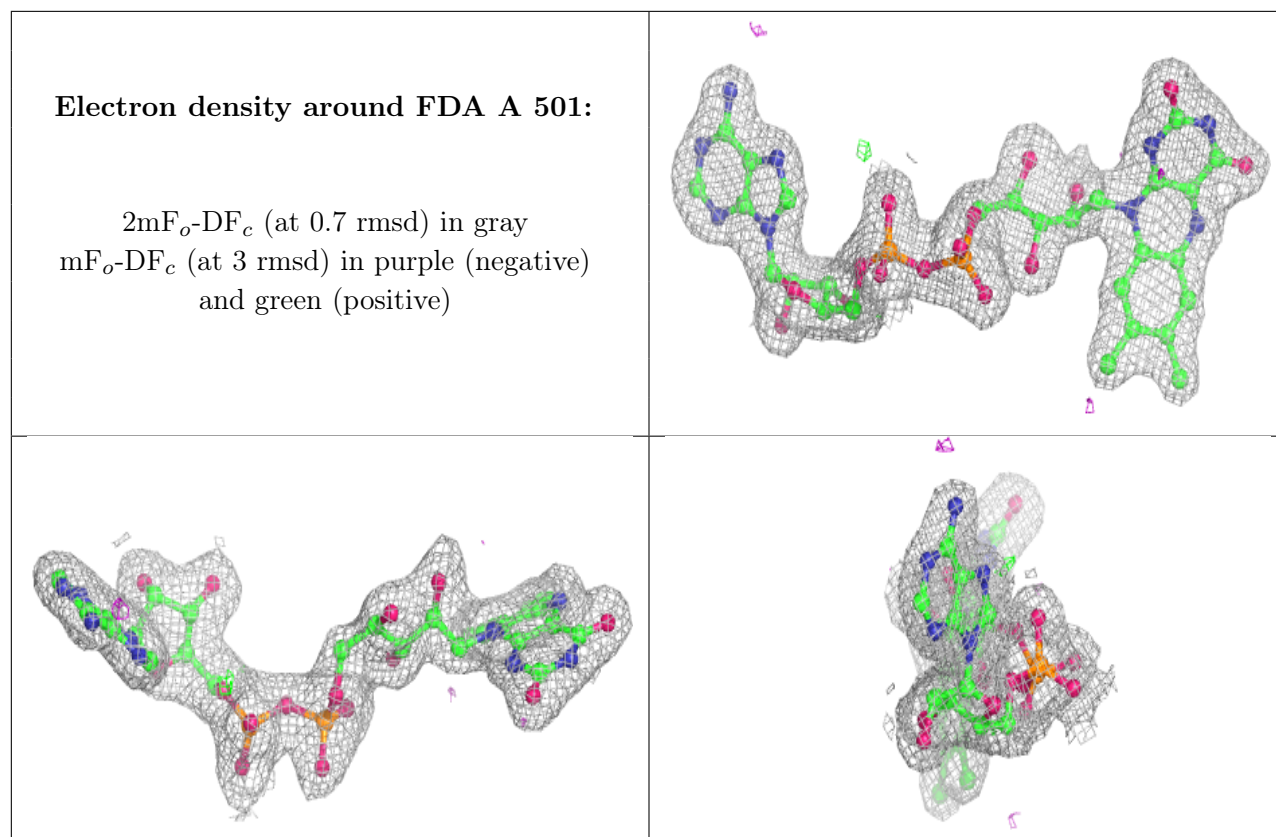 Electron density around FDA A 501:
2mFo-DFc (at 0.7 rmsd) in gray
mFo-DFc (at 3 rmsd) in purple (negative)
and green (positive)